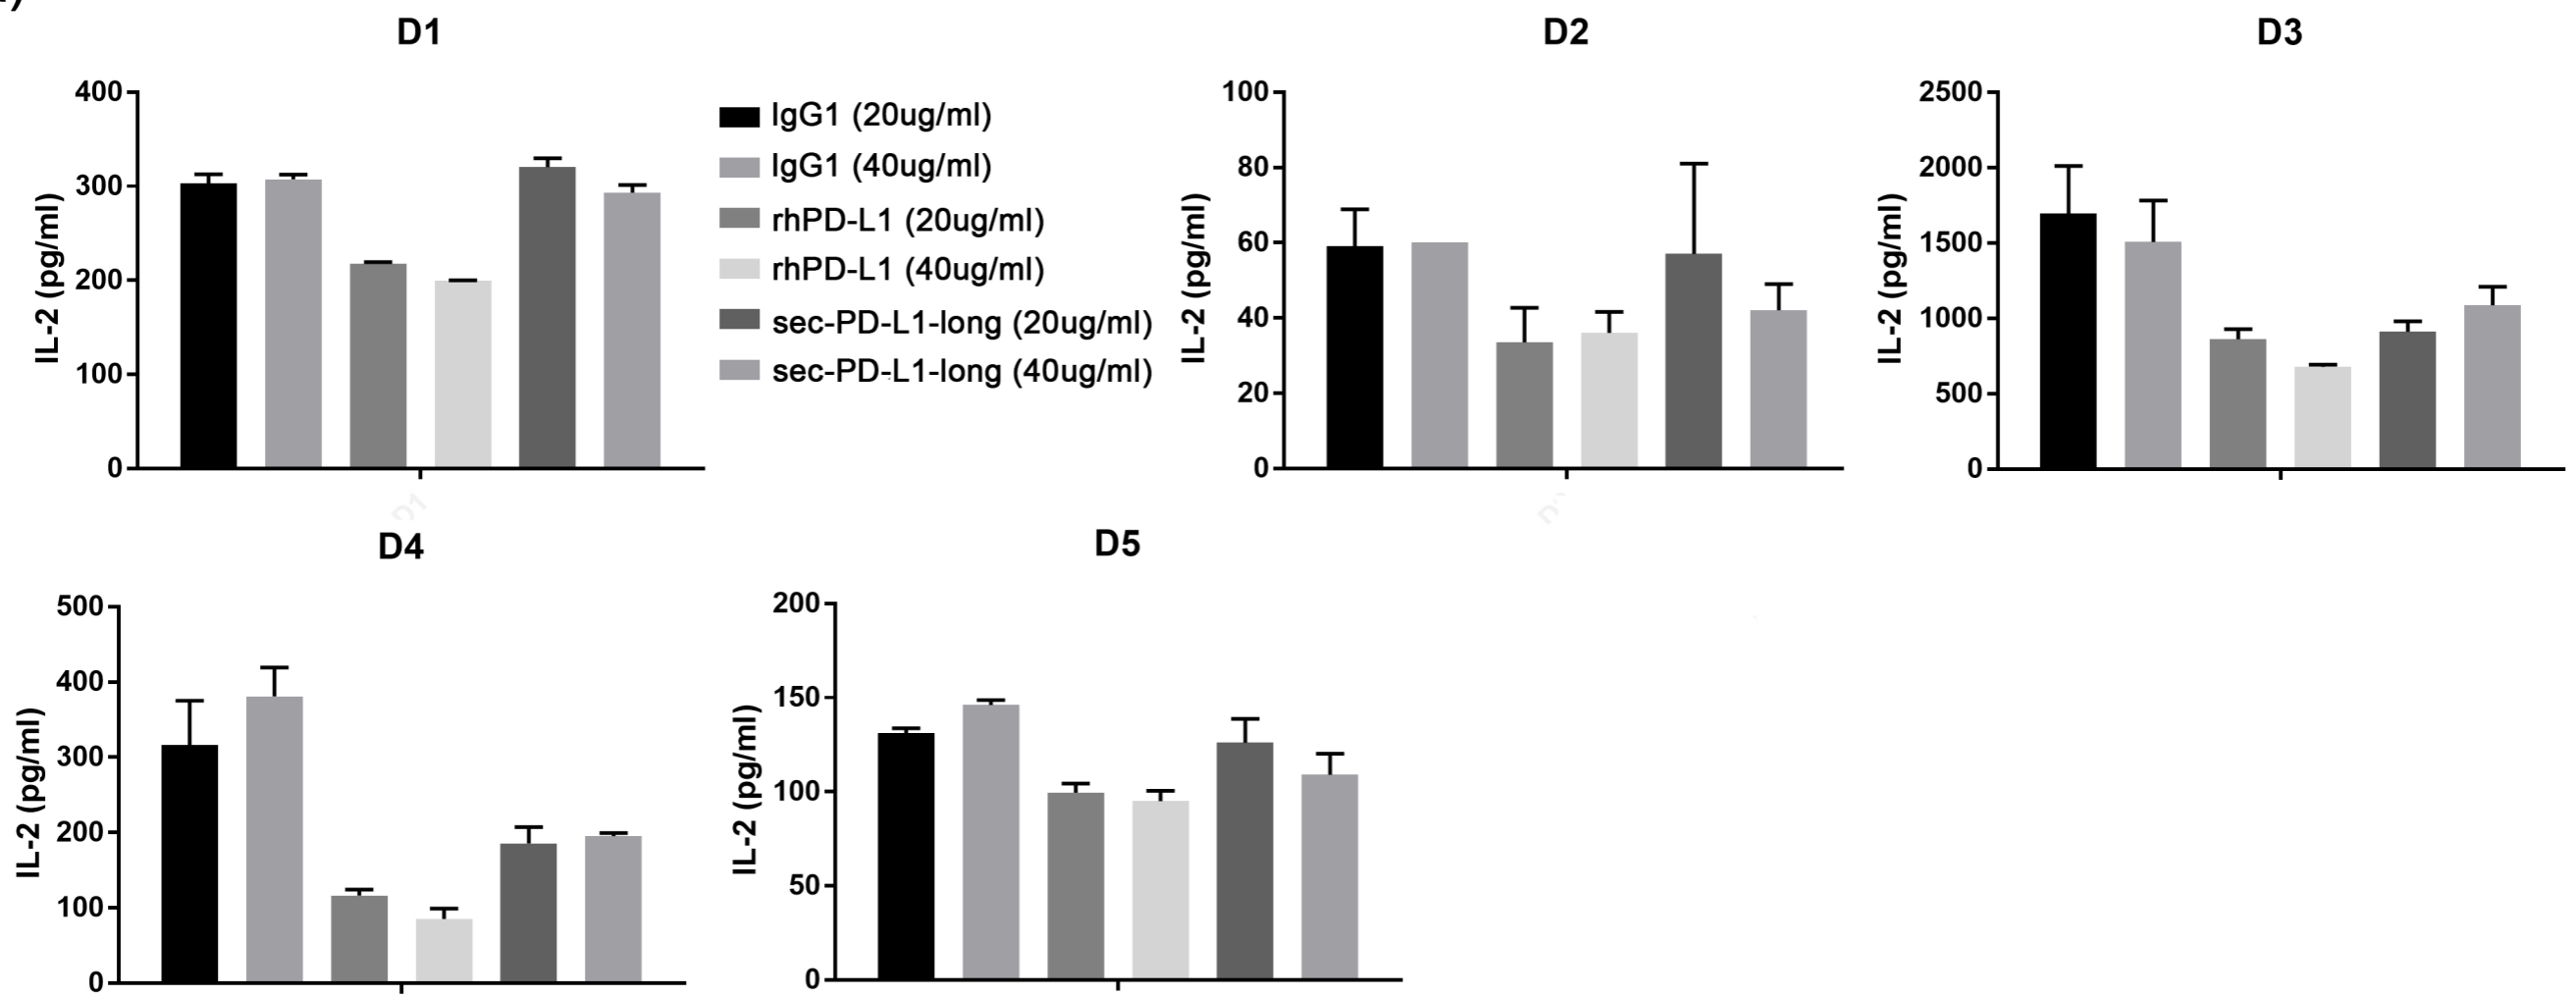 D1
400
300
200
100
0
IL-2 (pg/ml)
D1
IgG1 (20ug/ml)
IgG1 (40ug/ml)
rhPD-L1 (20ug/ml)
rhPD-L1 (40ug/ml)
sec-PD-L1-long (20ug/ml)
sec-PD-L1-long (40ug/ml)
D2
100
80
60
40
20
0
IL-2 (pg/ml)
D3
2500
2000
1500
1000
500
0
IL-2 (pg/ml)
D4
500
400
300
200
100
0
IL-2 (pg/ml)
D5
200
150
100
50
0
IL-2 (pg/ml)